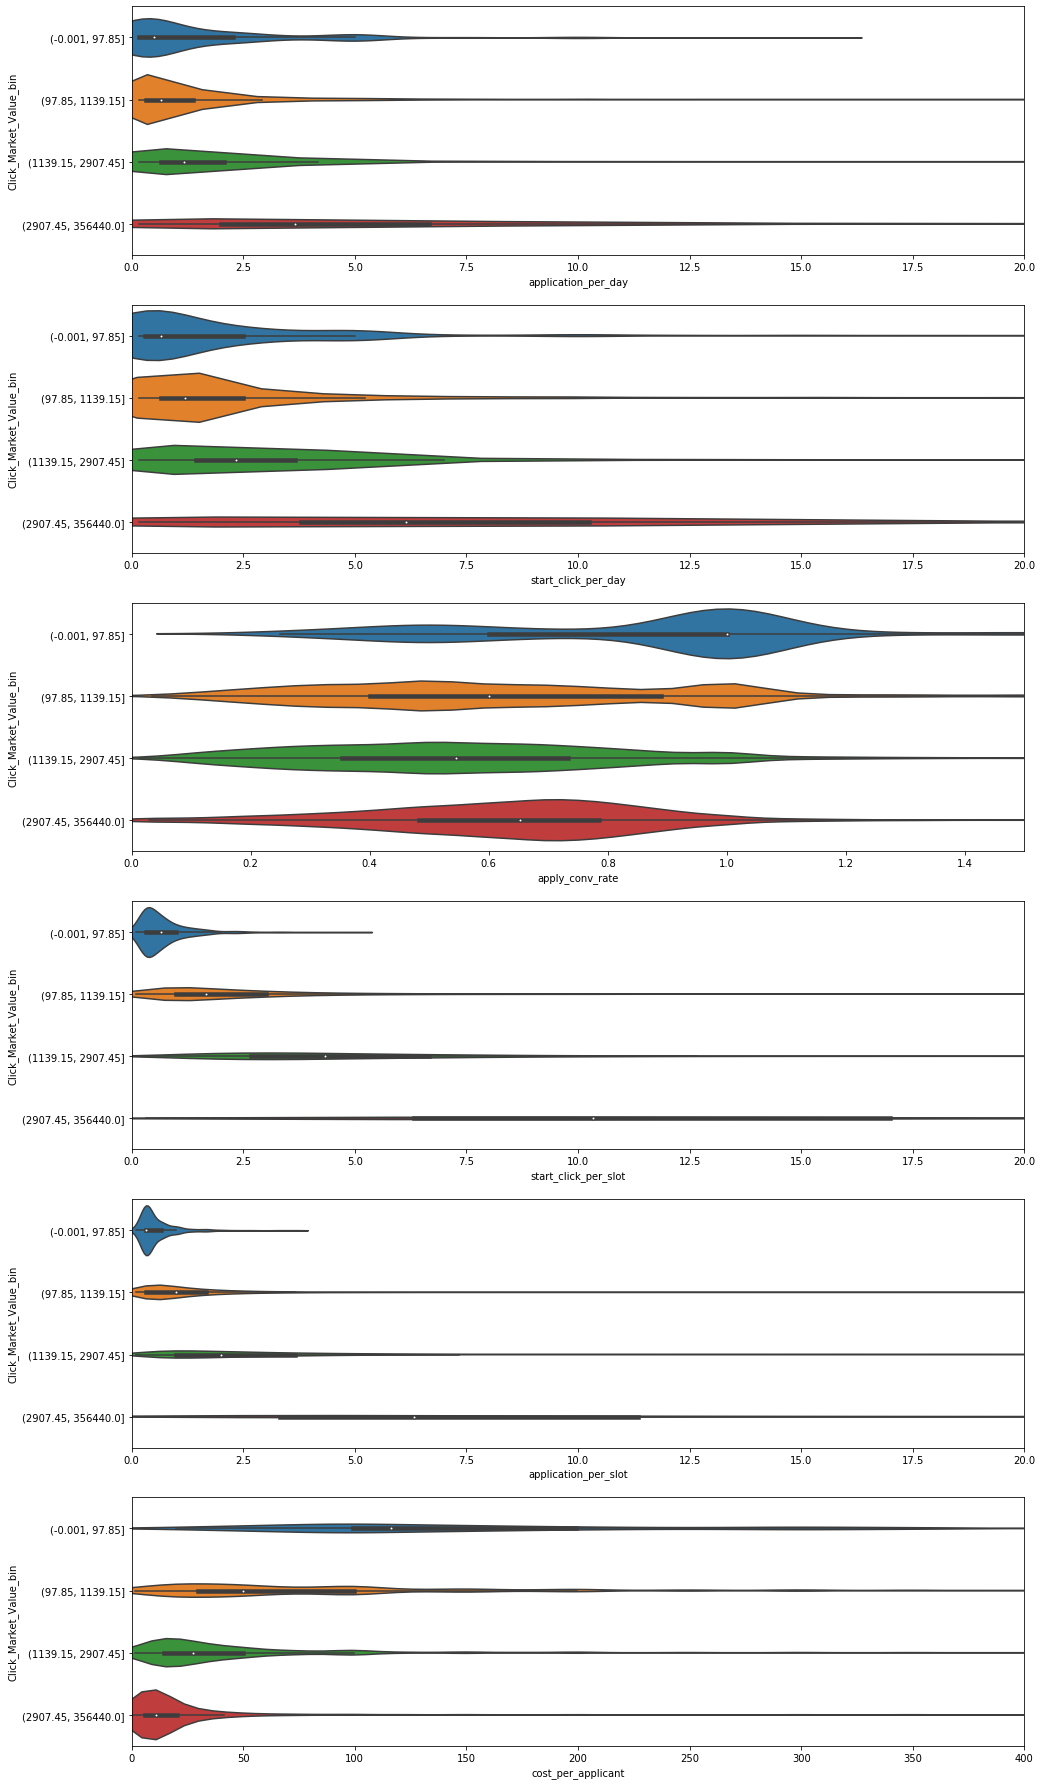 Click_Market_Value_bin
(-0.001, 97.85]
(97.85, 1139.15]
(1139.15, 2907.45]
(2907.45, 356440.0]
0.0 2.5 5.0 7.5 10.0 12.5 15.0 17.5 20.0
application_per_day
Click_Market_Value_bin
(-0.001, 97.85]
(97.85, 1139.15]
(1139.15, 2907.45]
(2907.45, 356440.0]
0.0 2.5 5.0 7.5 10.0 12.5 15.0 17.5 20.0
start_click_per_day
Click_Market_Value_bin
(-0.001, 97.85]
(97.85, 1139.15]
(1139.15, 2907.45]
(2907.45, 356440.0]
0.0 0.2 0.4 0.6 0.8 1.0 1.2 1.4
apply_conv_rate
Click_Market_Value_bin
(-0.001, 97.85]
(97.85, 1139.15]
(1139.15, 2907.45]
(2907.45, 356440.0]
0.0 2.5 5.0 7.5 10.0 12.5 15.0 17.5 20.0
start_click_per_slot
Click_Market_Value_bin
(-0.001, 97.85]
(97.85, 1139.15]
(1139.15, 2907.45]
(2907.45, 356440.0]
0.0 2.5 5.0 7.5 10.0 12.5 15.0 17.5 20.0
application_per_slot
Click_Market_Value_bin
(-0.001, 97.85]
(97.85, 1139.15]
(1139.15, 2907.45]
(2907.45, 356440.0]
0 50 100 150 200 250 300 350 400
cost_per_applicant